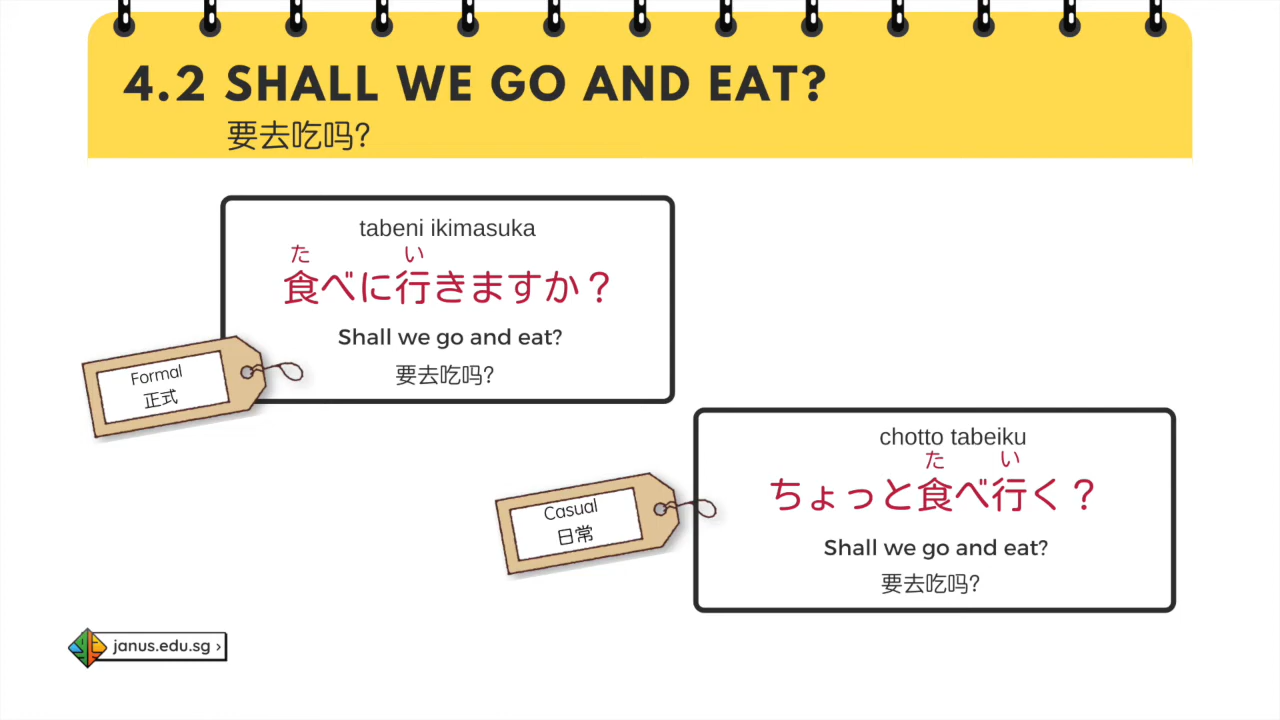 4.2 SHALL WE GO AND EAT?
要去吃吗?
tabeni ikimasuka
た い
食べに行きますか？
Shall we go and eat?
要去吃吗?
Formal
正式
chotto tabeiku
た い
ちょっと食べ行く？
Shall we go and eat?
要去吃吗?
Casual
日常
janus.edu.sg ›